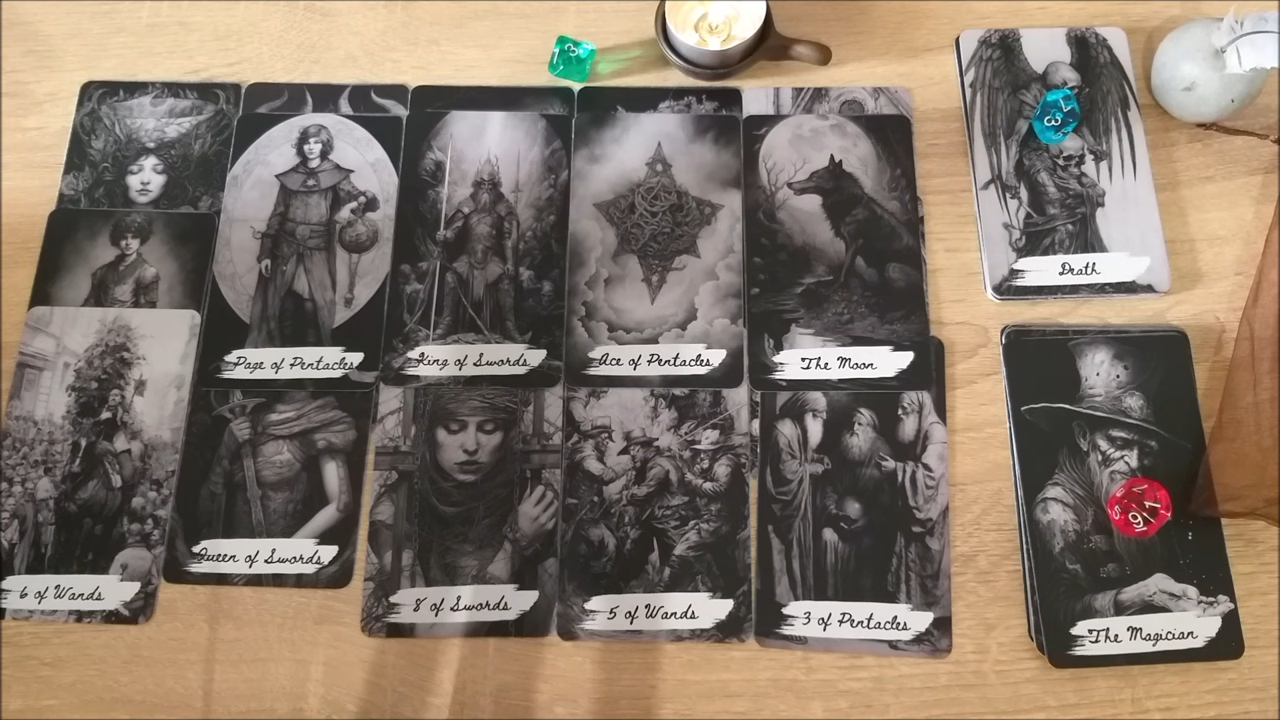 Death
Page of Pentacles
King of Swords
Ace of Pentacles
The Moon
6 of Wands
Queen of Swords
8 of Swords
5 of Wands
3 of Pentacles
The Magician